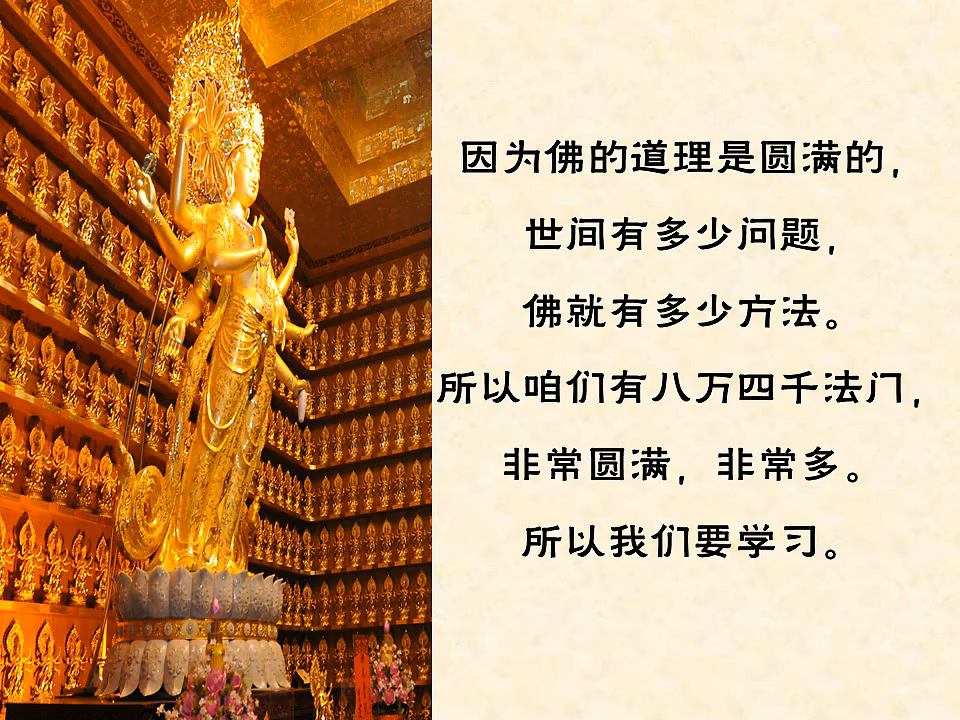 因为佛的道理是圆满的，
世间有多少问题，
佛就有多少方法。
所以咱们有八万四千法门，
非常圆满，非常多。
所以我们要学习。